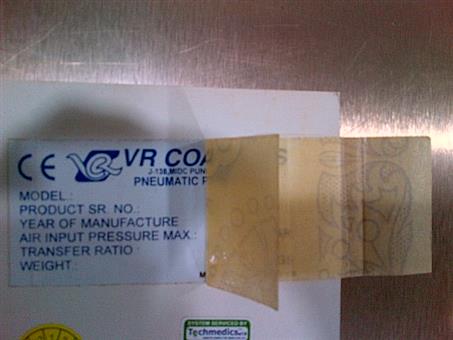 CE VR COA S
J-138, MIDC PUN
PNEUMATIC P
MODEL.:
PRODUCT SR. NO.:
YEAR OF MANUFACTURE
AIR INPUT PRESSURE MAX.:
TRANSFER RATIO :
WEIGHT.:
M
SYSTEM SERVICED BY
Techmedics